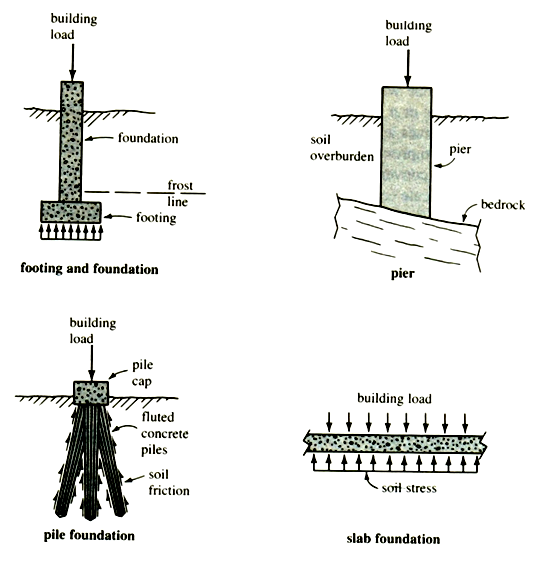 building
load
foundation
frost
line
footing
footing and foundation
building
load
soil
overburden
pier
bedrock
pier
building
load
pile
cap
fluted
concrete
piles
soil
friction
pile foundation
building load
soil stress
slab foundation